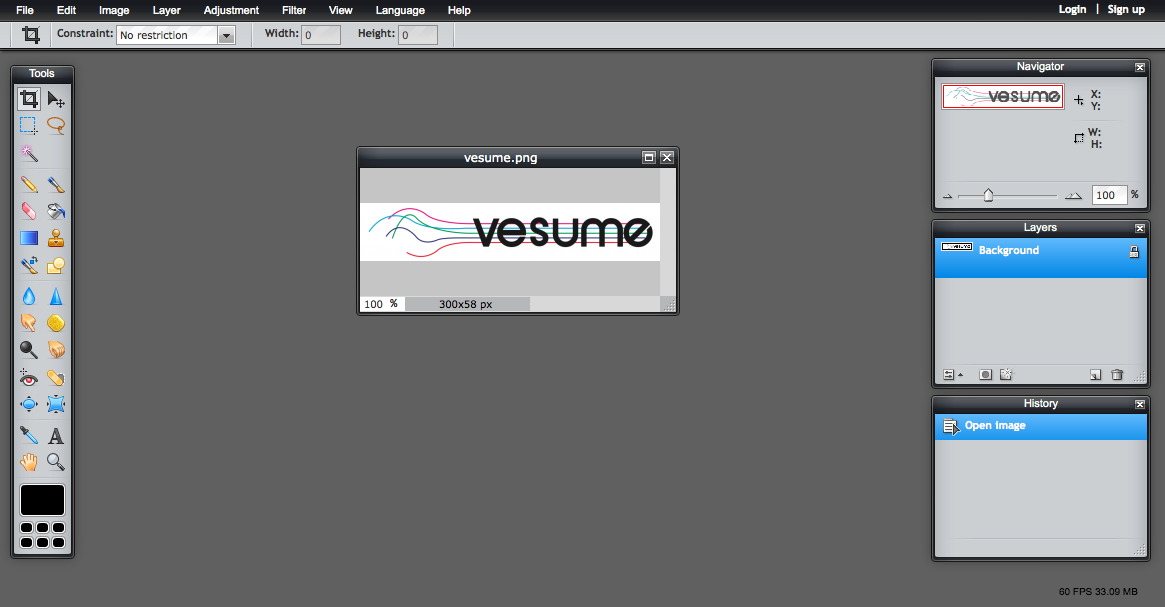 File Edit Image Layer Adjustment Filter View Language Help Login | Sign up
Constraint: No restriction Width: 0 Height: 0
Tools
A
vesume.png
vesume
100 % 300x58 px
Navigator
vesume
X:
Y:
W:
H:
100 %
Layers
Background
History
Open image
60 FPS 33.09 MB